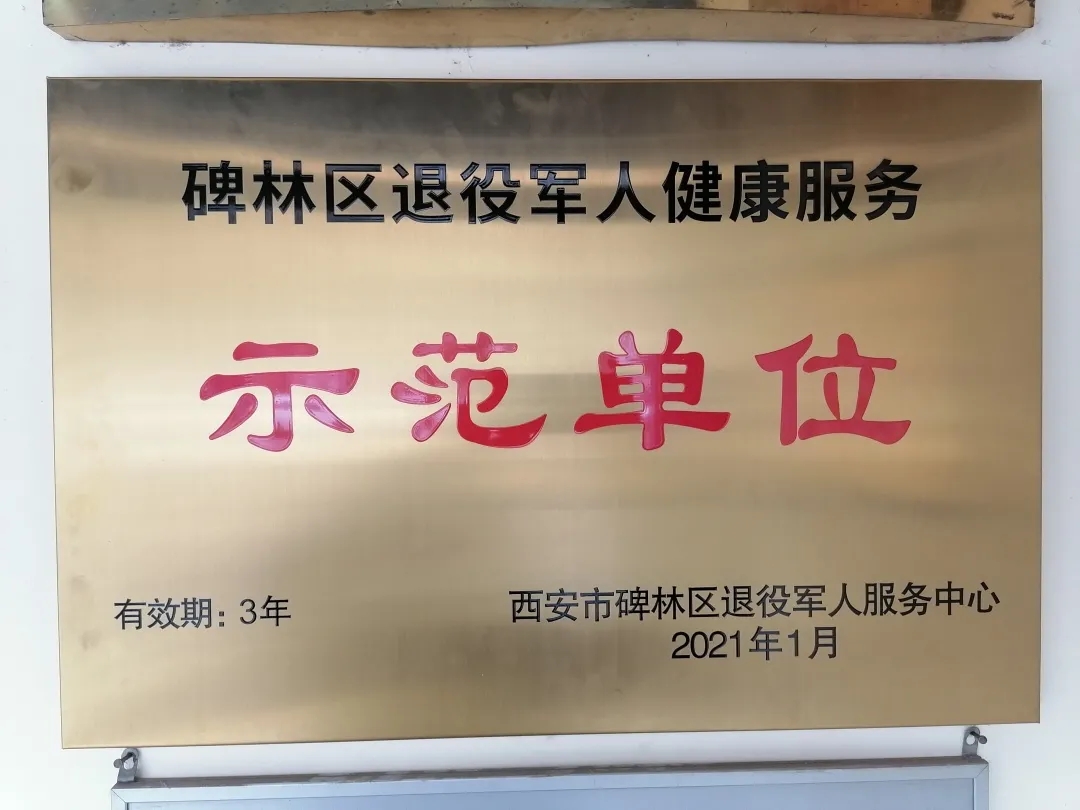 碑林区退役军人健康服务
示范单位
有效期：3年
西安市碑林区退役军人服务中心
2021年1月